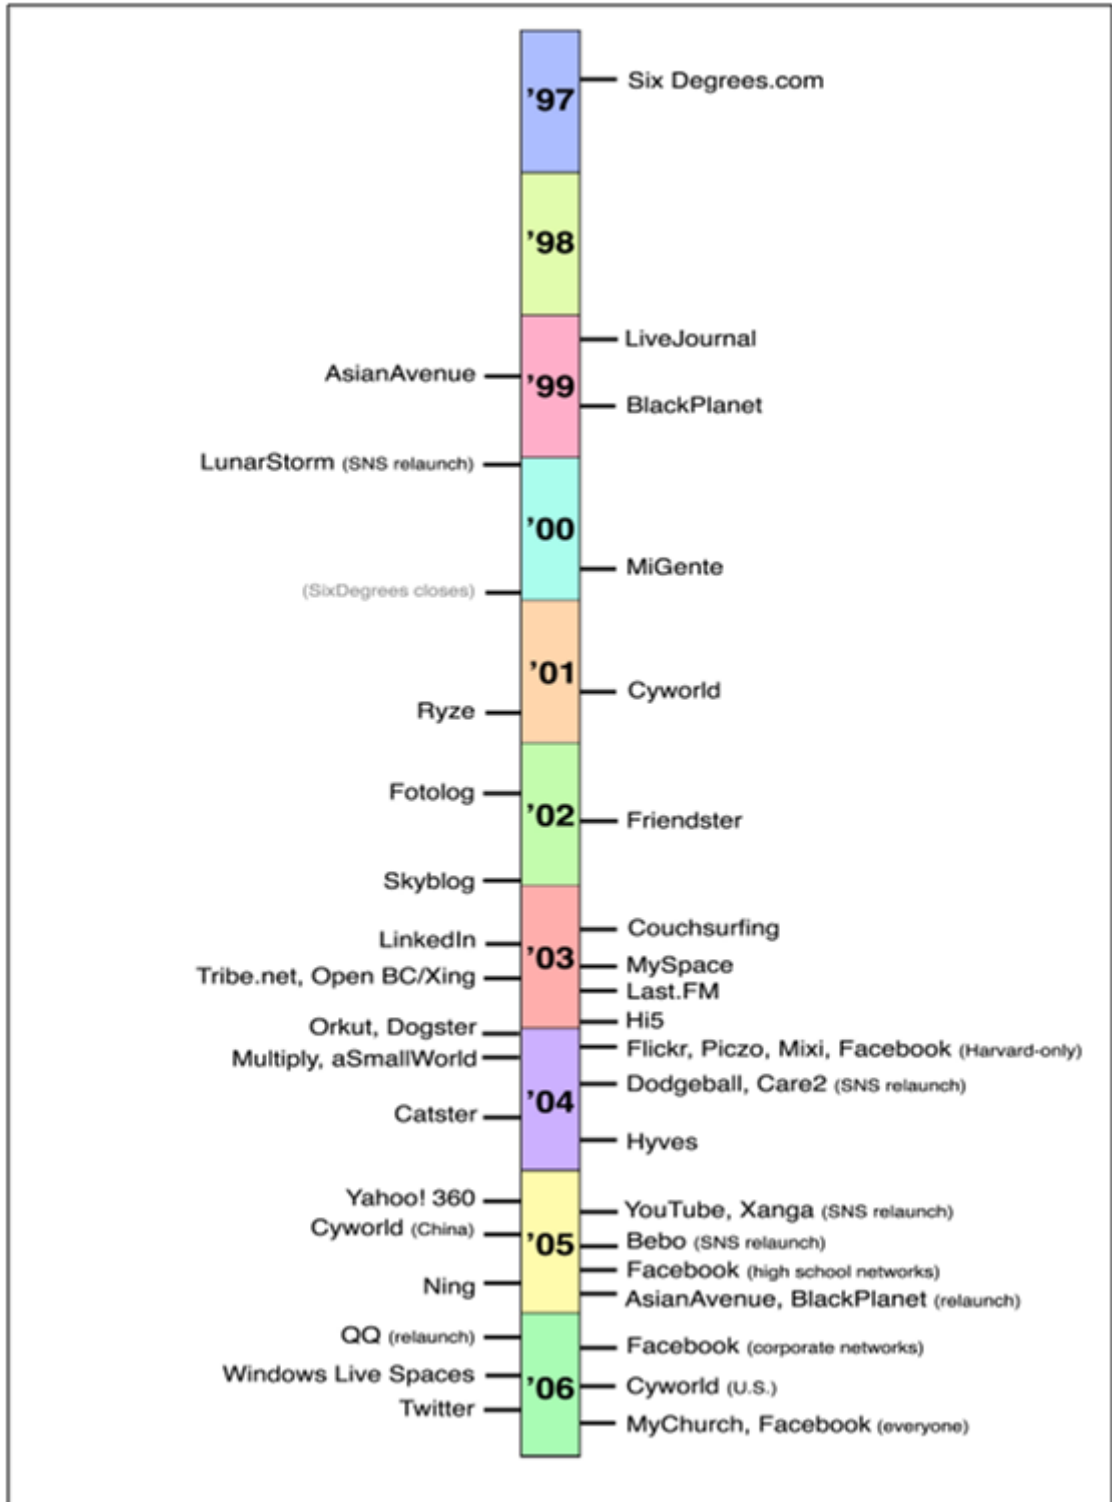 Six Degrees.com
’97
’98
LiveJournal
AsianAvenue
’99
BlackPlanet
LunarStorm (SNS relaunch)
’00
MiGente
(SixDegrees closes)
’01
Cyworld
Ryze
Fotolog
’02
Friendster
Skyblog
Couchsurfing
LinkedIn
’03
MySpace
Tribe.net, Open BC/Xing
Last.FM
Hi5
Orkut, Dogster
Flickr, Piczo, Mixi, Facebook (Harvard-only)
Multiply, aSmallWorld
Dodgeball, Care2 (SNS relaunch)
’04
Catster
Hyves
Yahoo! 360
YouTube, Xanga (SNS relaunch)
Cyworld (China)
’05
Bebo (SNS relaunch)
Facebook (high school networks)
Ning
AsianAvenue, BlackPlanet (relaunch)
QQ (relaunch)
Facebook (corporate networks)
Windows Live Spaces
’06
Cyworld (U.S.)
Twitter
MyChurch, Facebook (everyone)